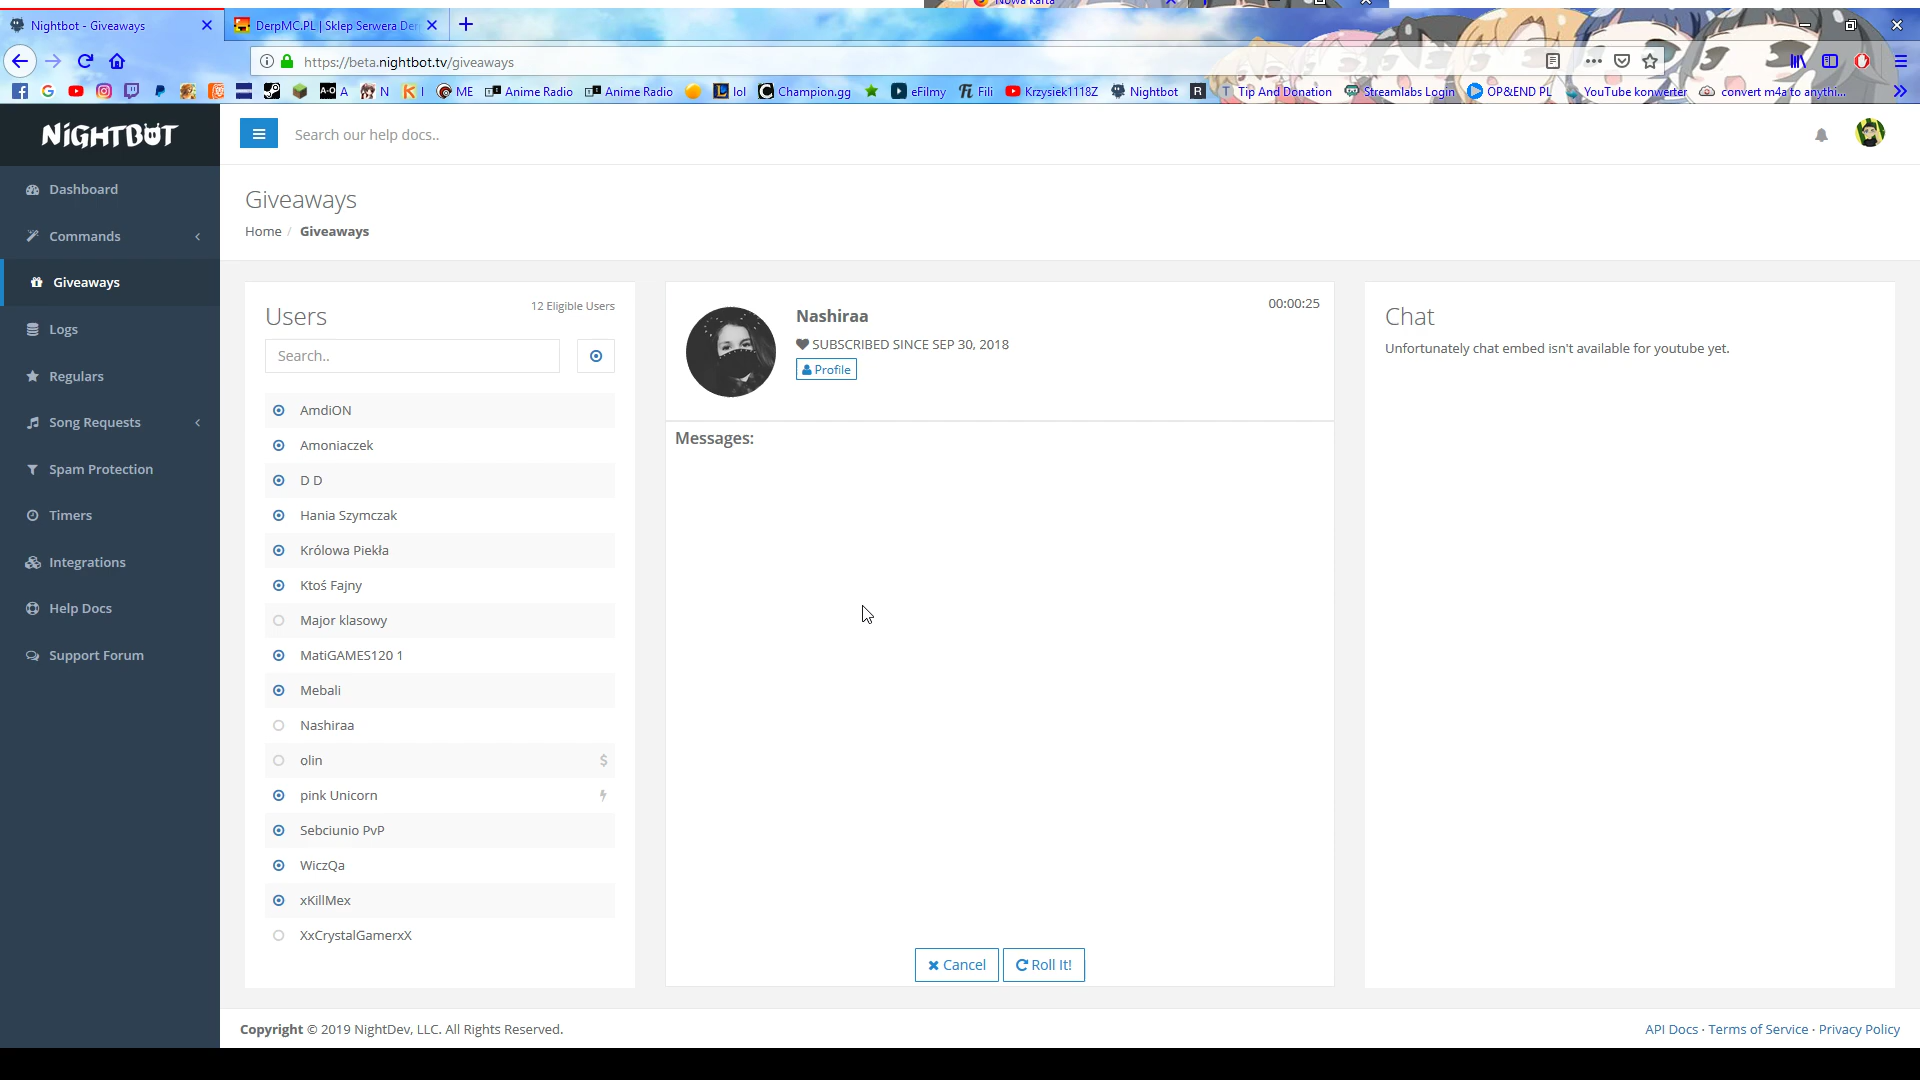 Nowa karta
Nightbot - Giveaways
DerpMC.PL | Sklep Serwera Der
https://beta.nightbot.tv/giveaways
A
N
I
ME
Anime Radio
Anime Radio
lol
Champion.gg
eFilmy
Fili
Krzysiek1118Z
Nightbot
Tip And Donation
Streamlabs Login
OP&END PL
YouTube konwerter
convert m4a to anythi...
NiGHTBOT
Search our help docs..
Dashboard
Commands
Giveaways
Logs
Regulars
Song Requests
Spam Protection
Timers
Integrations
Help Docs
Support Forum
Giveaways
Home / Giveaways
Users
12 Eligible Users
Search..
AmdiON
Amoniaczek
D D
Hania Szymczak
Królowa Piekła
Ktoś Fajny
Major klasowy
MatiGAMES120 1
Mebali
Nashiraa
olin $
pink Unicorn
Sebciunio PvP
WiczQa
xKillMex
XxCrystalGamerxX
Nashiraa
00:00:25
SUBSCRIBED SINCE SEP 30, 2018
Profile
Messages:
Cancel
Roll It!
Chat
Unfortunately chat embed isn't available for youtube yet.
Copyright © 2019 NightDev, LLC. All Rights Reserved.
API Docs · Terms of Service · Privacy Policy